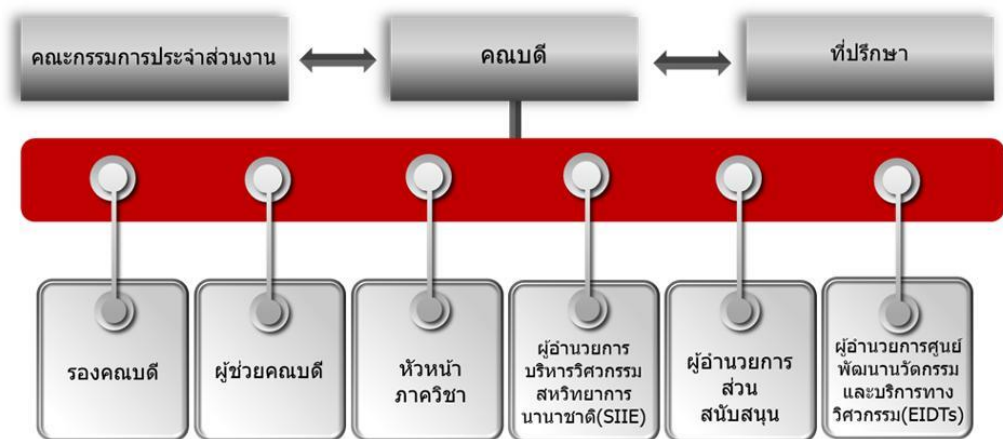 คณะกรรมการประจำส่วนงาน
คณบดี
ที่ปรึกษา
รองคณบดี
ผู้ช่วยคณบดี
หัวหน้า
ภาควิชา
ผู้อำนวยการ
บริหารวิศวกรรม
สหวิทยาการ
นานาชาติ(SIIE)
ผู้อำนวยการ
ส่วน
สนับสนุน
ผู้อำนวยการศูนย์
พัฒนานวัตกรรม
และบริการทาง
วิศวกรรม(EIDTs)